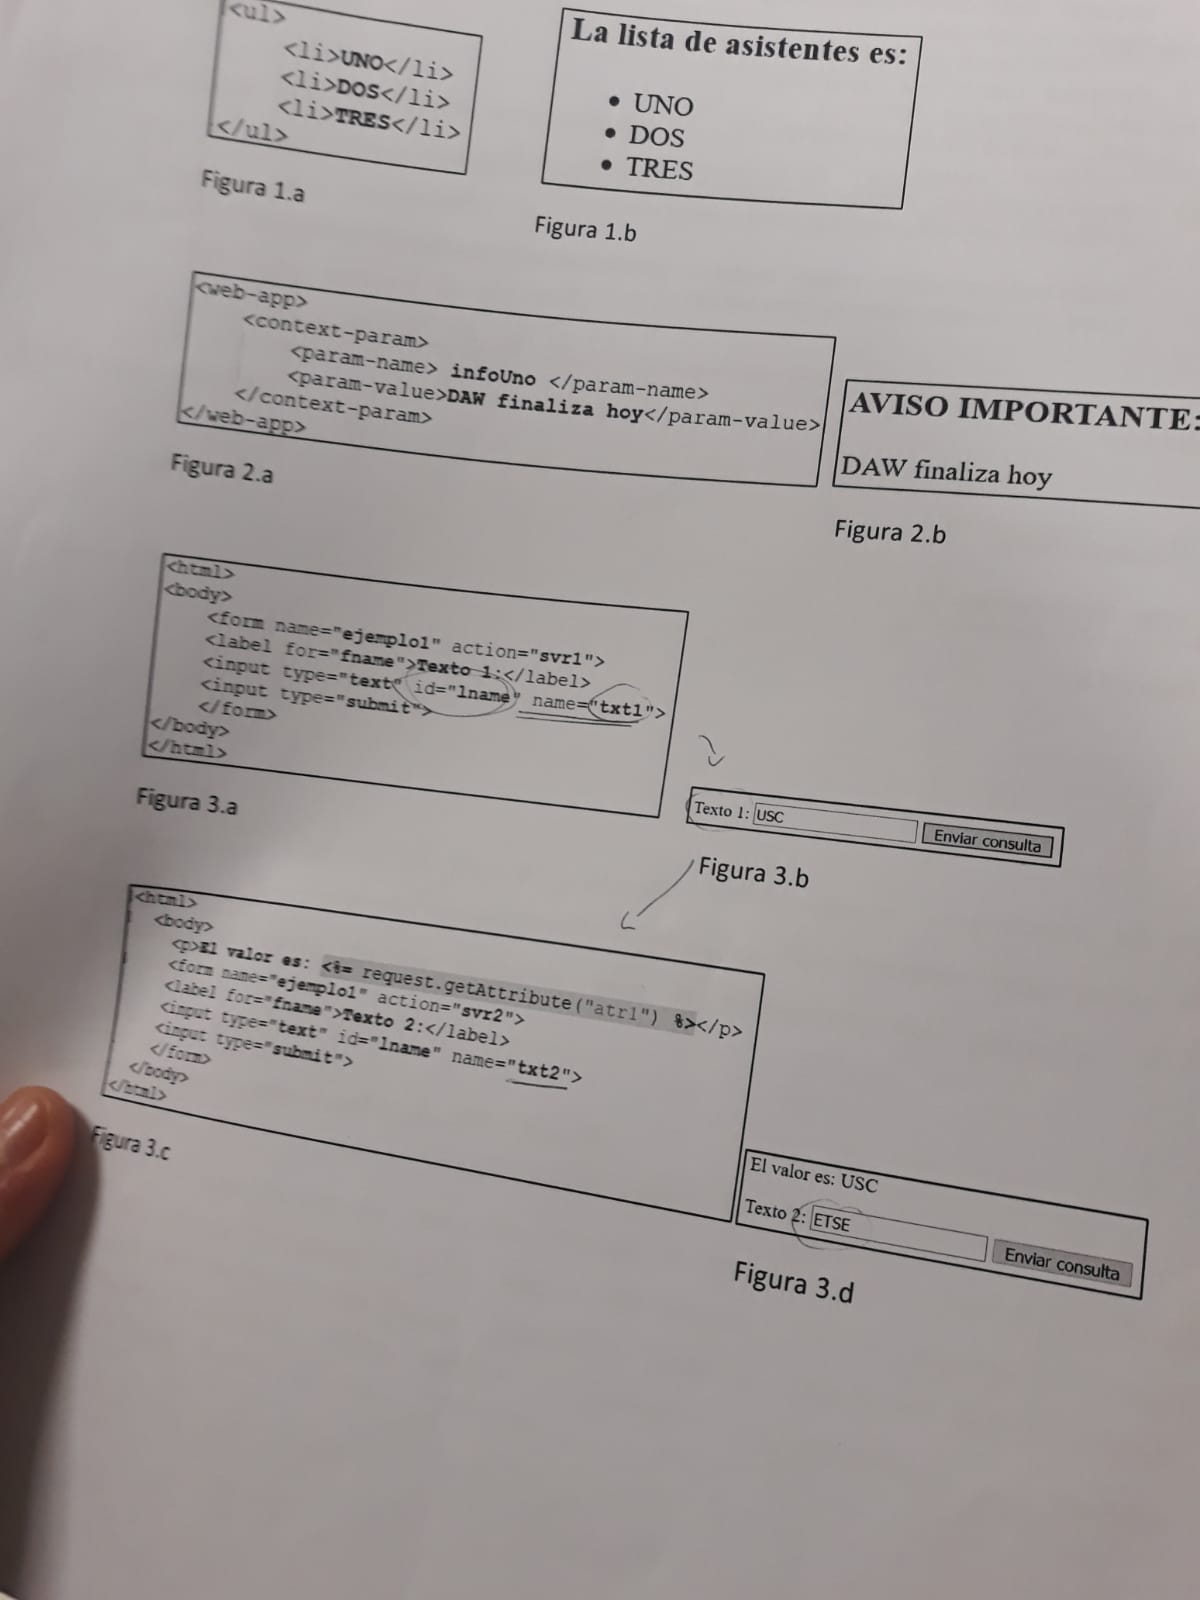 <ul>
<li>UNO</li>
<li>DOS</li>
<li>TRES</li>
</ul>
Figura 1.a
La lista de asistentes es:
• UNO
• DOS
• TRES
Figura 1.b
<web-app>
<context-param>
<param-name> infoUno </param-name>
<param-value>DAW finaliza hoy</param-value>
</context-param>
</web-app>
Figura 2.a
AVISO IMPORTANTE:
DAW finaliza hoy
Figura 2.b
<html>
<body>
<form name="ejemplo1" action="svr1">
<label for="fname">Texto 1:</label>
<input type="text" id="lname" name="txt1">
<input type="submit">
</form>
</body>
</html>
Figura 3.a
Texto 1: USC Enviar consulta
Figura 3.b
<html>
<body>
<p>El valor es: <%= request.getAttribute("atr1") %></p>
<form name="ejemplo1" action="svr2">
<label for="fname">Texto 2:</label>
<input type="text" id="lname" name="txt2">
<input type="submit">
</form>
</body>
</html>
Figura 3.c
El valor es: USC
Texto 2: ETSE Enviar consulta
Figura 3.d